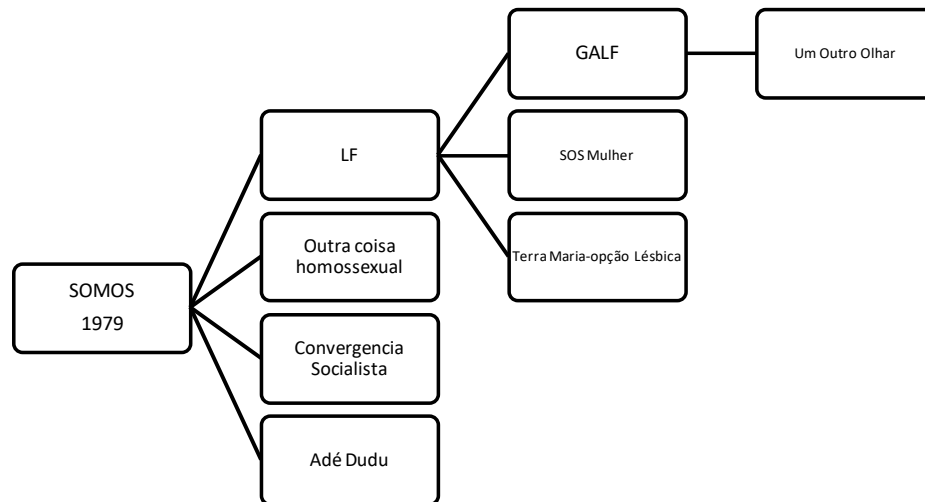 SOMOS
1979
LF
Outra coisa
homossexual
Convergencia
Socialista
Adé Dudu
GALF
SOS Mulher
Terra Maria-opção Lésbica
Um Outro Olhar